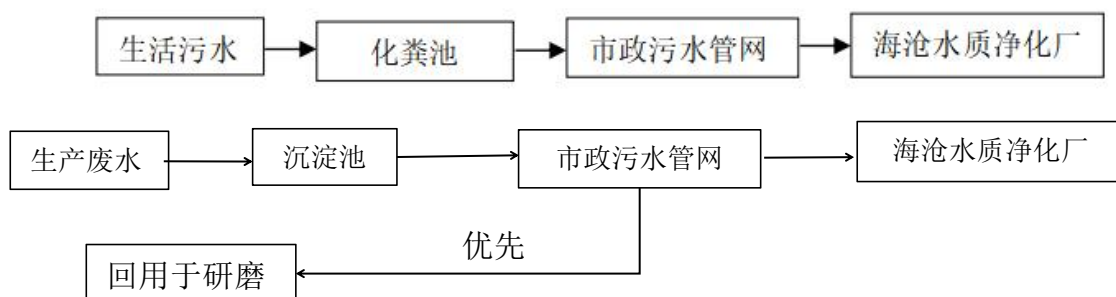 生活污水
化粪池
市政污水管网
海沧水质净化厂
生产废水
沉淀池
市政污水管网
海沧水质净化厂
优先
回用于研磨